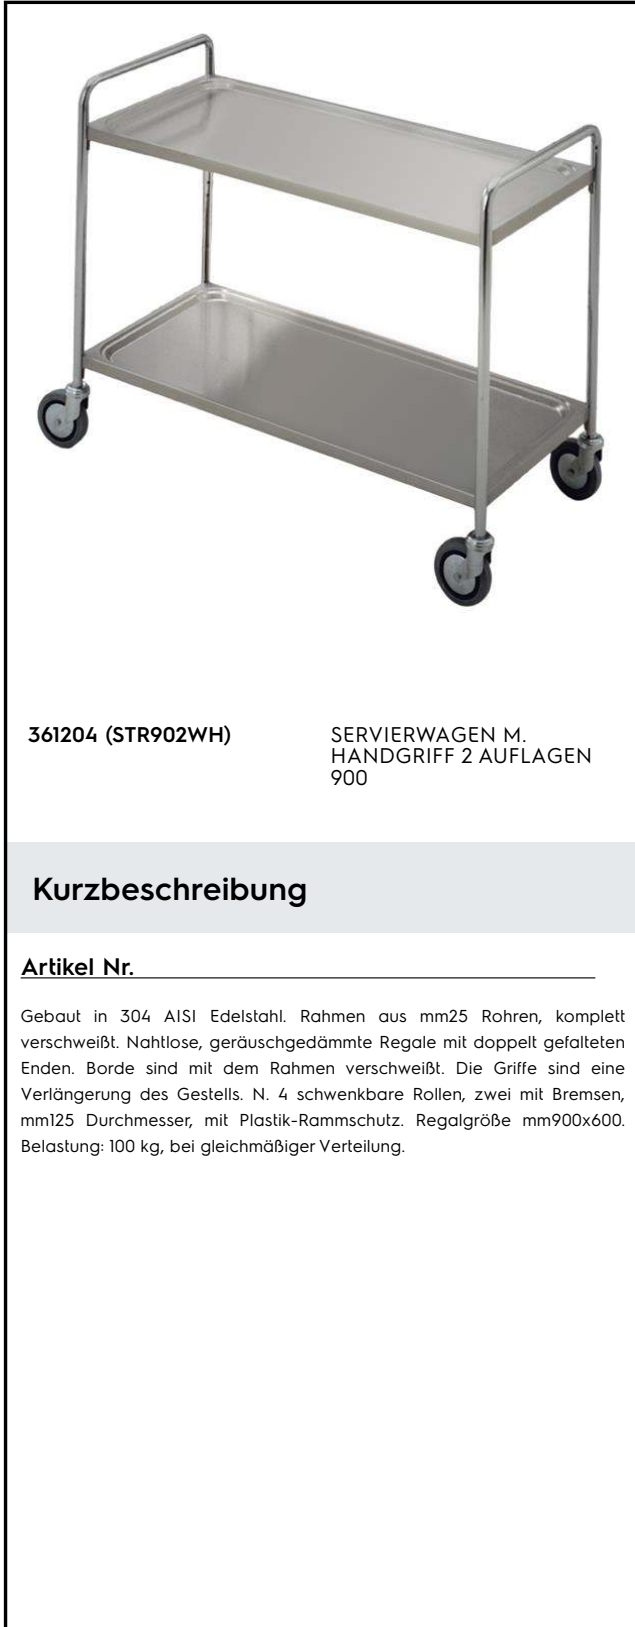 361204 (STR902WH)
SERVIERWAGEN M.
HANDGRIFF 2 AUFLAGEN
900
Kurzbeschreibung
Artikel Nr.
Gebaut in 304 AISI Edelstahl. Rahmen aus mm25 Rohren, komplett
verschweißt. Nahtlose, geräuschgedämmte Regale mit doppelt gefalteten
Enden. Borde sind mit dem Rahmen verschweißt. Die Griffe sind eine
Verlängerung des Gestells. N. 4 schwenkbare Rollen, zwei mit Bremsen,
mm125 Durchmesser, mit Plastik-Rammschutz. Regalgröße mm900x600.
Belastung: 100 kg, bei gleichmäßiger Verteilung.